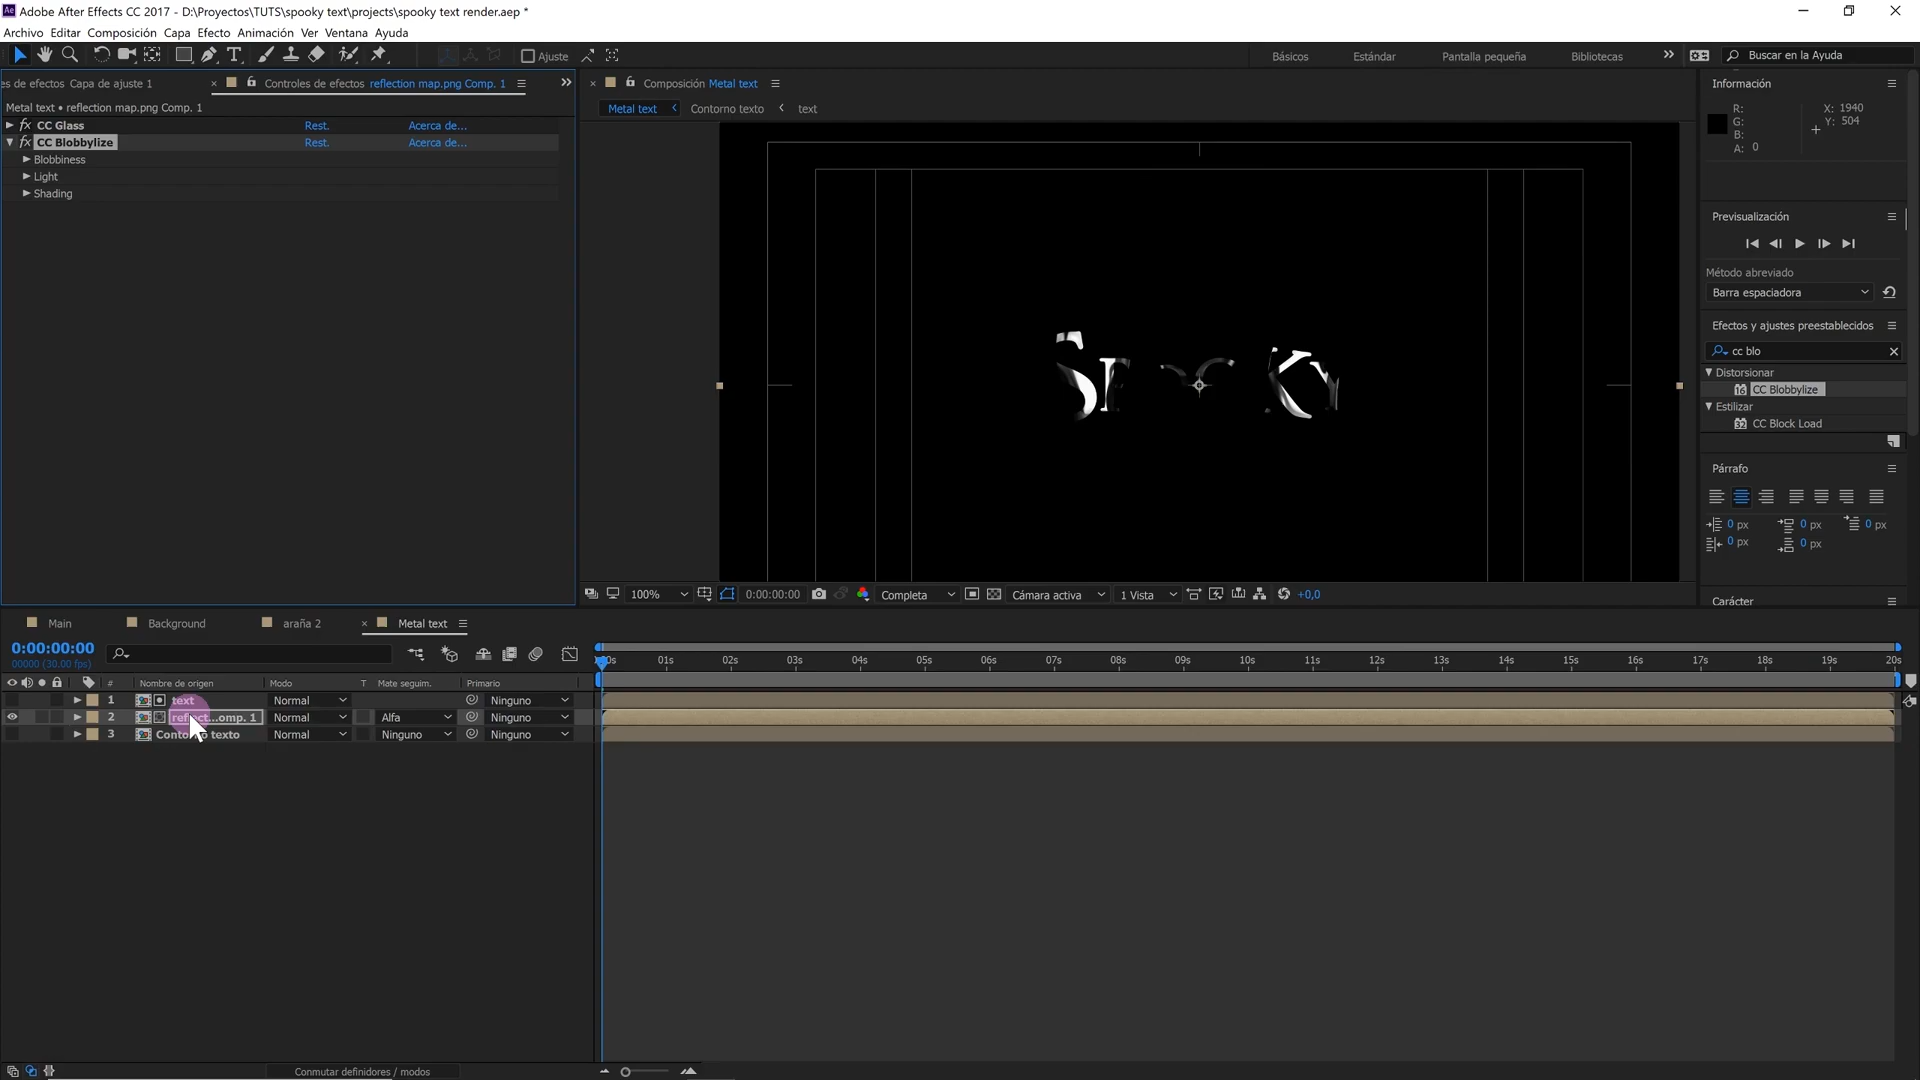 Adobe After Effects CC 2017 - D:\Proyectos\TUTS\spooky text\projects\spooky text render.aep *
Archivo Editar Composición Capa Efecto Animación Ver Ventana Ayuda
Ajuste
Básicos Estándar Pantalla pequeña Bibliotecas
Buscar en la Ayuda
es de efectos Capa de ajuste 1
Controles de efectos reflection map.png Comp. 1
Metal text • reflection map.png Comp. 1
fx CC Glass Rest. Acerca de...
fx CC Blobbylize Rest. Acerca de...
Blobbiness
Light
Shading
Composición Metal text
Metal text Contorno texto text
100% 0:00:00:00 Completa Cámara activa 1 Vista +0,0
Información
R: X: 1940
G: Y: 504
B:
A: 0
Previsualización
Método abreviado
Barra espaciadora
Efectos y ajustes preestablecidos
cc blo
Distorsionar
16 CC Blobbylize
Estilizar
32 CC Block Load
Párrafo
0 px 0 px 0 px
0 px 0 px
Carácter
Main Background araña 2 Metal text
0:00:00:00
00000 (30.00 fps)
00s 01s 02s 03s 04s 05s 06s 07s 08s 09s 10s 11s 12s 13s 14s 15s 16s 17s 18s 19s 20s
# Nombre de origen Modo T Mate seguim. Primario
1 text Normal Ninguno
2 reflect...omp. 1 Normal Alfa Ninguno
3 Contorno texto Normal Ninguno Ninguno
Conmutar definidores / modos